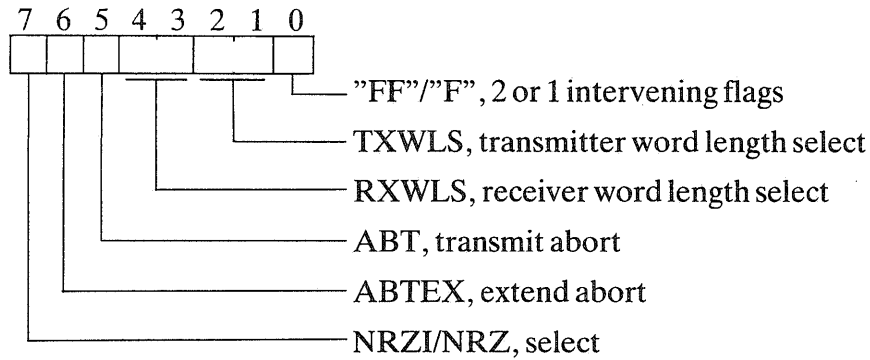 7 6 5 4 3 2 1 0
”FF”/”F”, 2 or 1 intervening flags
TXWLS, transmitter word length select
RXWLS, receiver word length select
ABT, transmit abort
ABTEX, extend abort
NRZI/NRZ, select